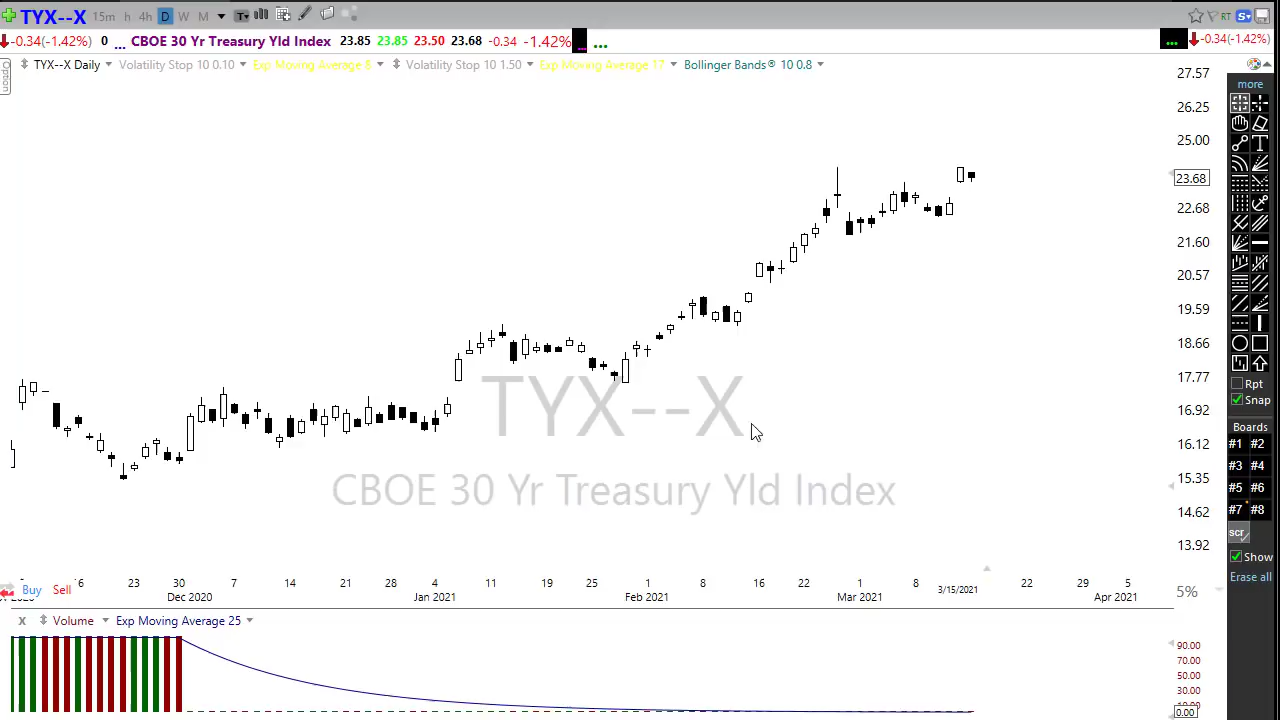 TYX--X 15m h 4h D W M T RT S
-0.34(-1.42%) 0 ... CBOE 30 Yr Treasury Yld Index 23.85 23.85 23.50 23.68 -0.34 -1.42% ... ... ... -0.34(-1.42%)
Option
TYX--X Daily Volatility Stop 10 0.10 Exp Moving Average 8 Volatility Stop 10 1.50 Exp Moving Average 17 Bollinger Bands® 10 0.8
27.57
26.25
25.00
23.68
22.68
21.60
20.57
19.59
18.66
17.77
16.92
16.12
15.35
14.62
13.92
more
Rpt
Snap
Boards
#1 #2
#3 #4
#5 #6
#7 #8
scr
Show
Erase all
TYX--X
CBOE 30 Yr Treasury Yld Index
16 23 30 7 14 21 28 4 11 19 25 1 8 16 22 1 8 3/15/2021 22 29 5
Dec 2020 Jan 2021 Feb 2021 Mar 2021 Apr 2021
Buy Sell
5%
X Volume Exp Moving Average 25
90.00
70.00
50.00
30.00
0.00